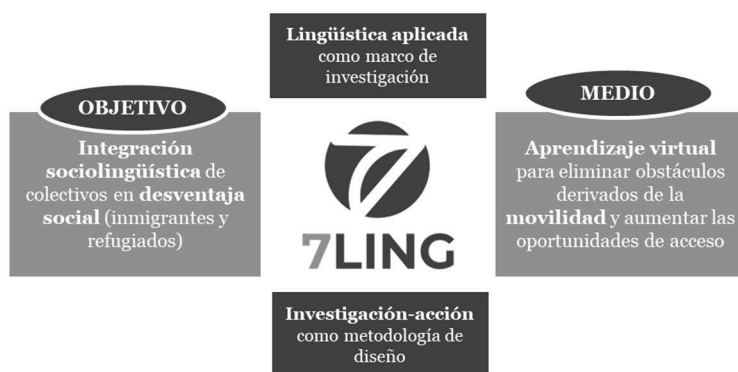 Lingüística aplicada
como marco de
investigación
OBJETIVO
Integración
sociolingüística de
colectivos en desventaja
social (inmigrantes y
refugiados)
7
7LING
MEDIO
Aprendizaje virtual
para eliminar obstáculos
derivados de la
movilidad y aumentar las
oportunidades de acceso
Investigación-acción
como metodología de
diseño